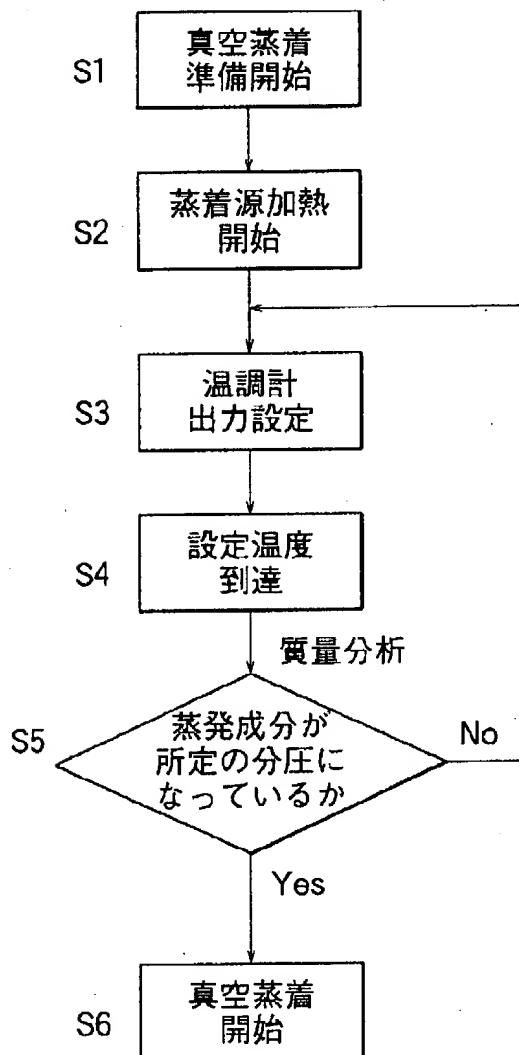 S1
真空蒸着
準備開始
S2
蒸着源加熱
開始
S3
温調計
出力設定
S4
設定温度
到達
質量分析
S5
蒸発成分が
所定の分圧に
なっているか
No
Yes
S6
真空蒸着
開始